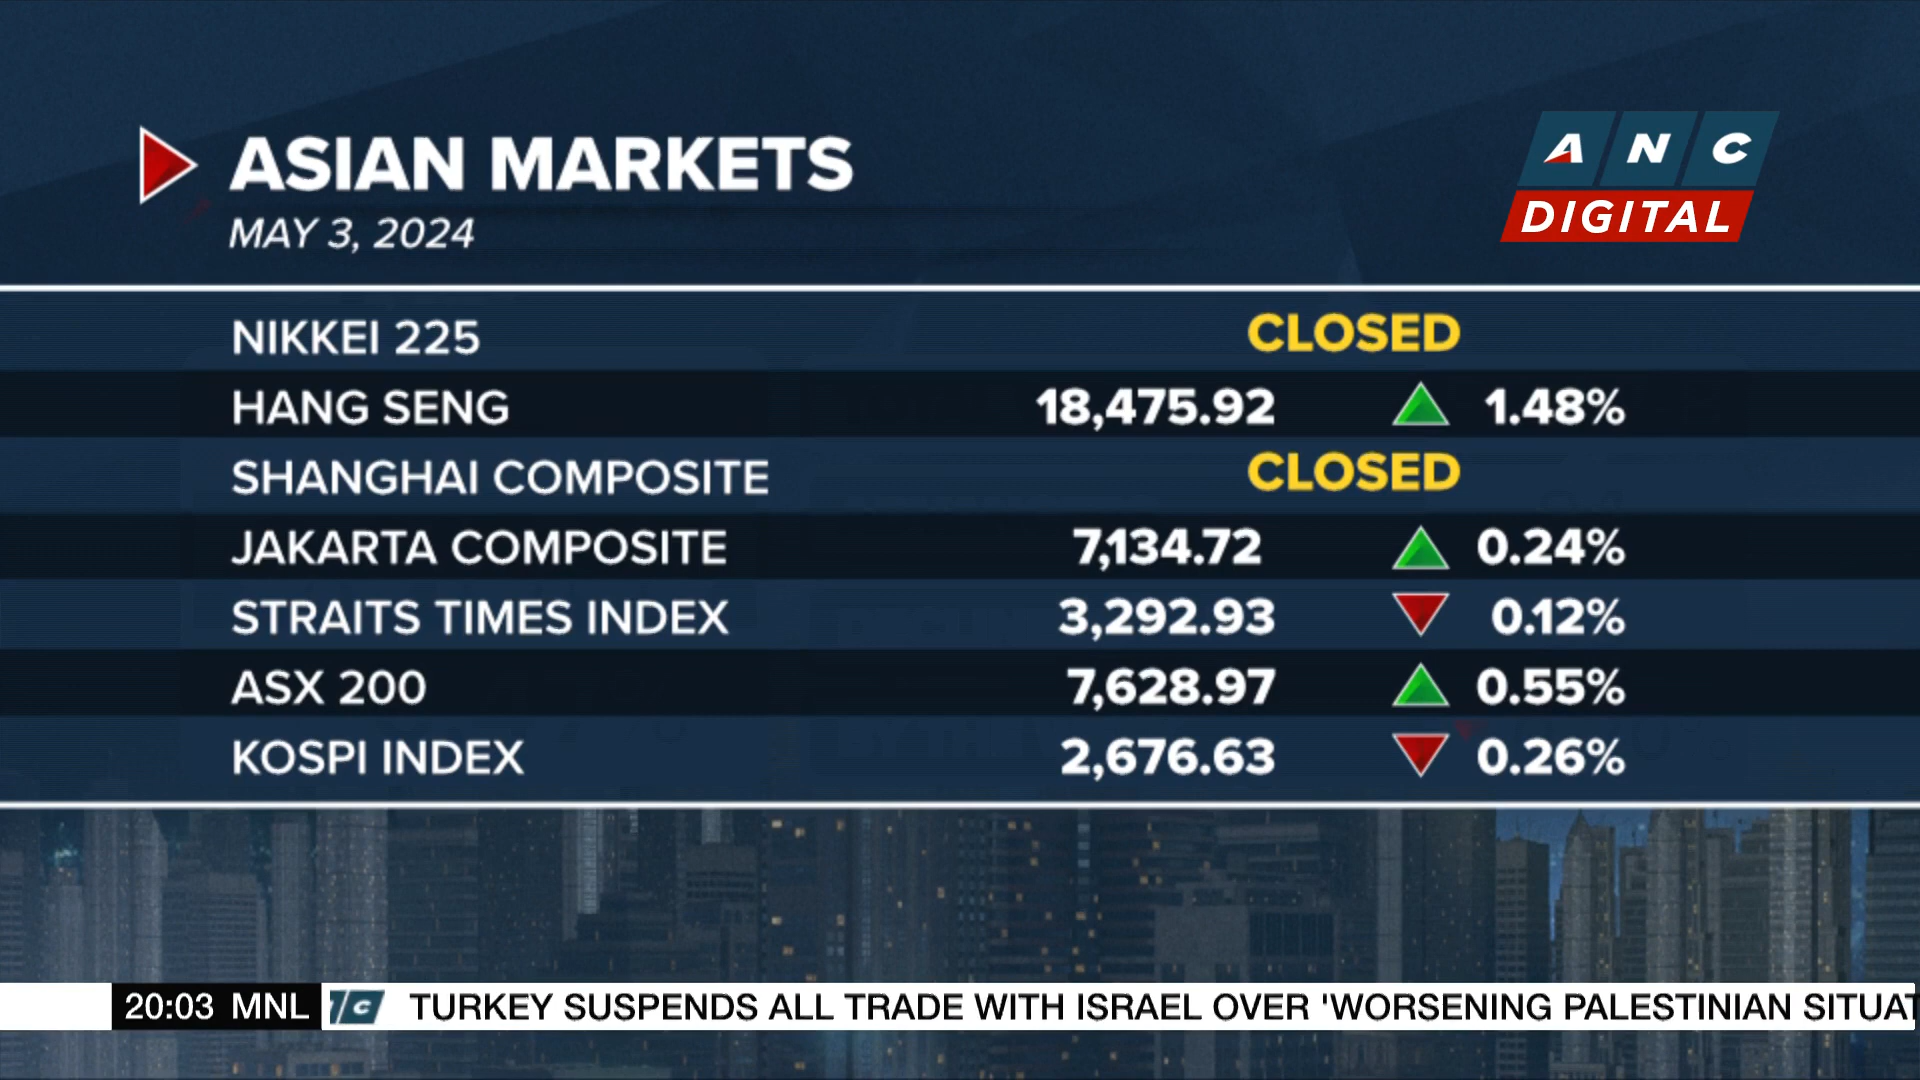 ASIAN MARKETS
MAY 3, 2024
ANC
DIGITAL
NIKKEI 225 CLOSED
HANG SENG 18,475.92 1.48%
SHANGHAI COMPOSITE CLOSED
JAKARTA COMPOSITE 7,134.72 0.24%
STRAITS TIMES INDEX 3,292.93 0.12%
ASX 200 7,628.97 0.55%
KOSPI INDEX 2,676.63 0.26%
20:03 MNL C TURKEY SUSPENDS ALL TRADE WITH ISRAEL OVER 'WORSENING PALESTINIAN SITUAT